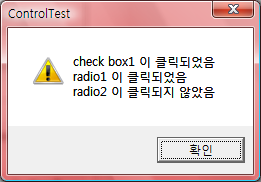 ControlTest
check box1 이 클릭되었음
radio1 이 클릭되었음
radio2 이 클릭되지 않았음
확인